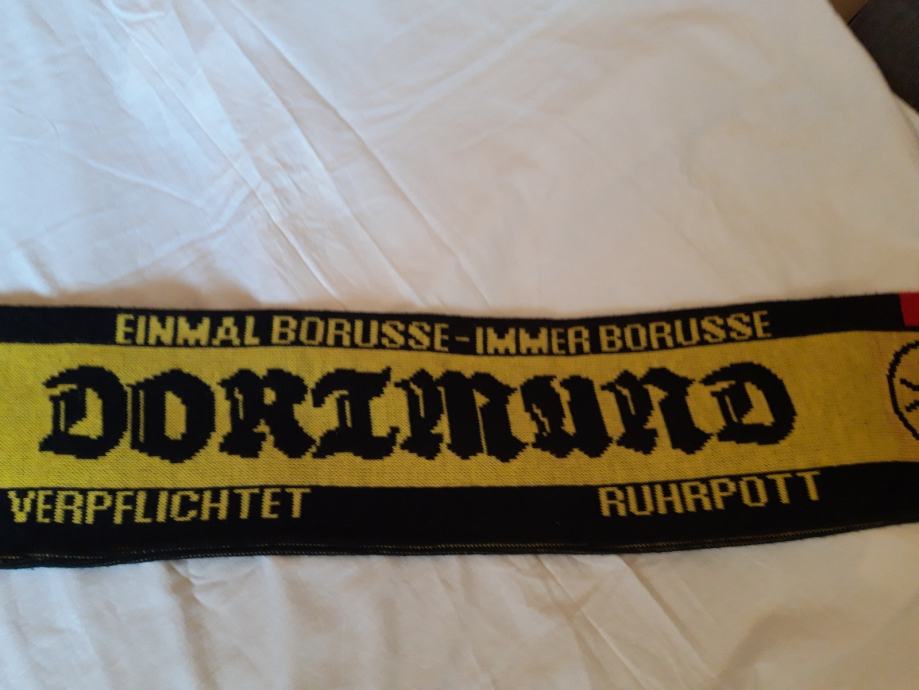 EINMAL BORUSSE-IMMER BORUSSE
DORTMUND
VERPFLICHTET RUHRPOTT